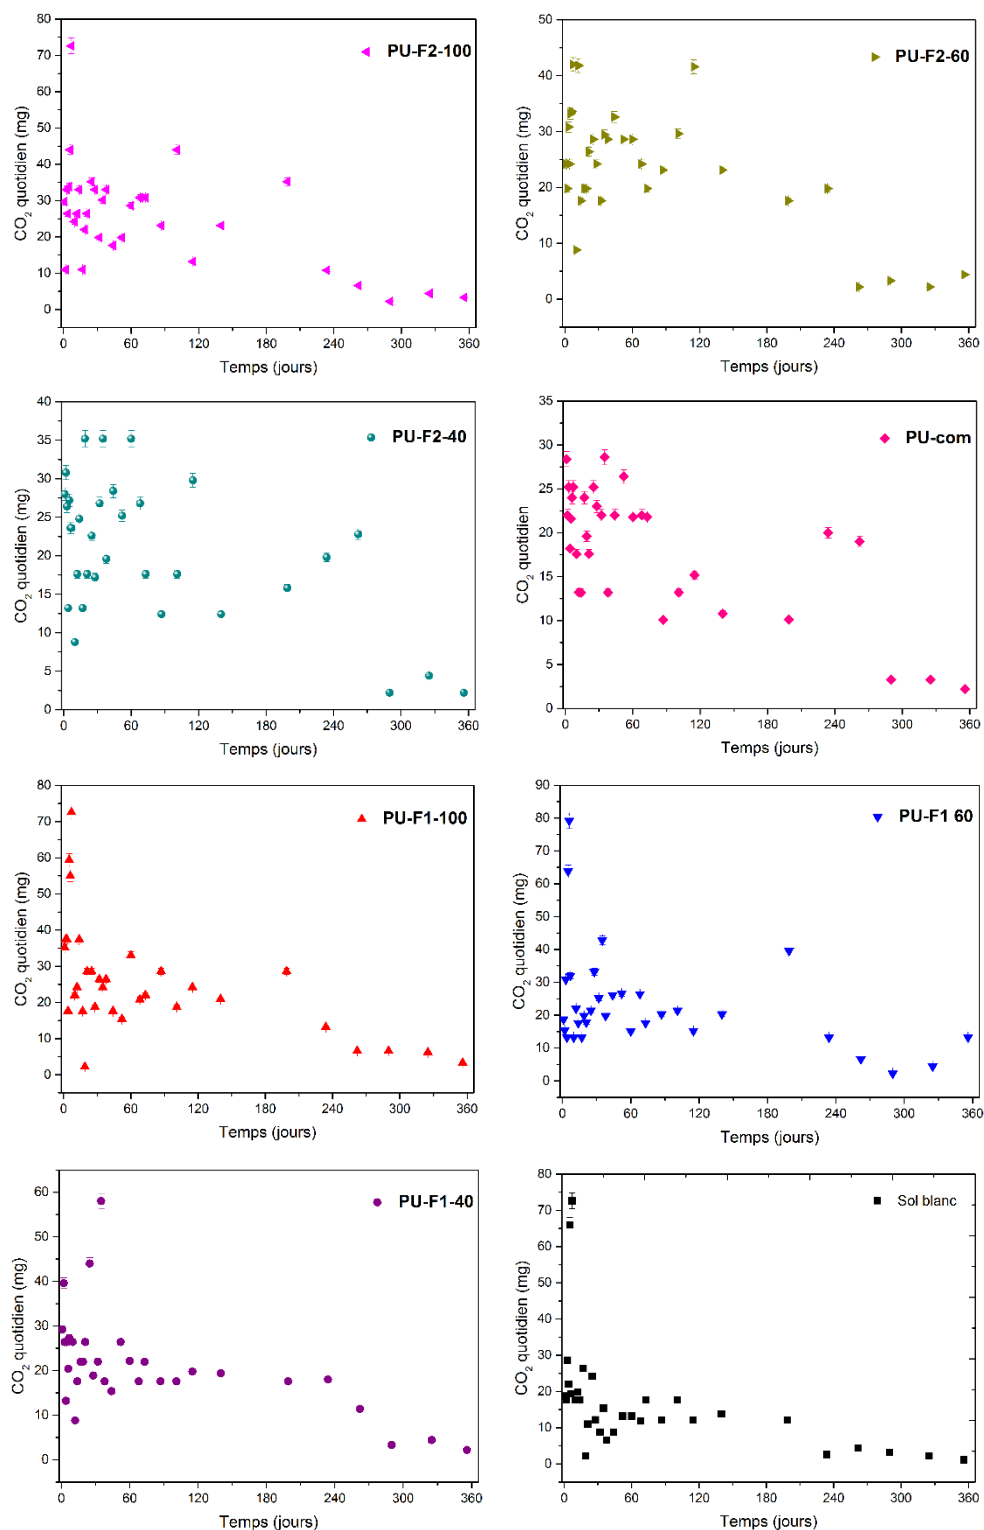 PU-F2-100
CO2 quotidien (mg)
80
70
60
50
40
30
20
10
0
0 60 120 180 240 300 360
Temps (jours)
PU-F2-60
CO2 quotidien (mg)
50
40
30
20
10
0
0 60 120 180 240 300 360
Temps (jours)
PU-F2-40
CO2 quotidien (mg)
40
35
30
25
20
15
10
5
0
0 60 120 180 240 300 360
Temps (jours)
PU-com
CO2 quotidien
35
30
25
20
15
10
5
0
0 60 120 180 240 300 360
Temps (jours)
PU-F1-100
CO2 quotidien (mg)
80
70
60
50
40
30
20
10
0
0 60 120 180 240 300 360
Temps (jours)
PU-F1 60
CO2 quotidien (mg)
90
80
70
60
50
40
30
20
10
0
0 60 120 180 240 300 360
Temps (jours)
PU-F1-40
CO2 quotidien (mg)
60
50
40
30
20
10
0
0 60 120 180 240 300 360
Temps (jours)
Sol blanc
CO2 quotidien (mg)
80
70
60
50
40
30
20
10
0
0 60 120 180 240 300 360
Temps (jours)